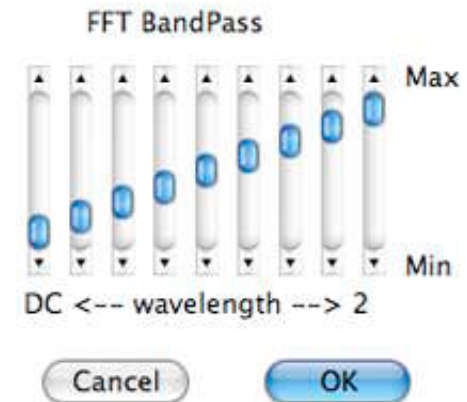 FFT BandPass
Max
Min
DC <-- wavelength --> 2
Cancel
OK